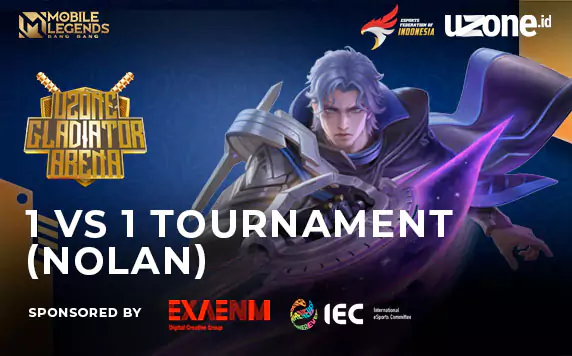 MOBILE
LEGENDS
BANG BANG
ESPORTS
FEDERATION OF
INDONESIA
uzone.id
UZONE
GLADIATOR
ARENA
1 VS 1 TOURNAMENT
(NOLAN)
SPONSORED BY
EXAENM
Digital Creative Group
IEC
International
eSports Committee